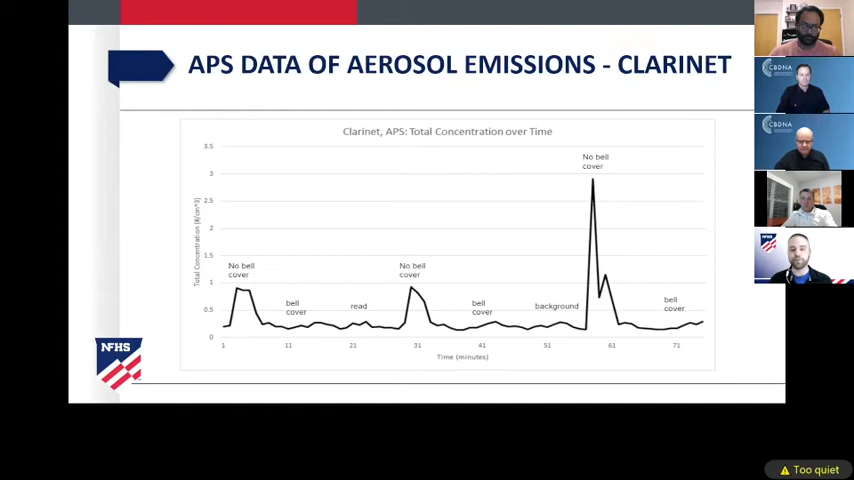 APS DATA OF AEROSOL EMISSIONS - CLARINET
Clarinet, APS: Total Concentration over Time
Total Concentration (#/cm^3)
3.5
3
2.5
2
1.5
1
0.5
0
No bell
cover
bell
cover
read
No bell
cover
bell
cover
background
No bell
cover
bell
cover
1 11 21 31 41 51 61 71
Time (minutes)
NFHS
CBDNA
CBDNA
NFHS
Too quiet